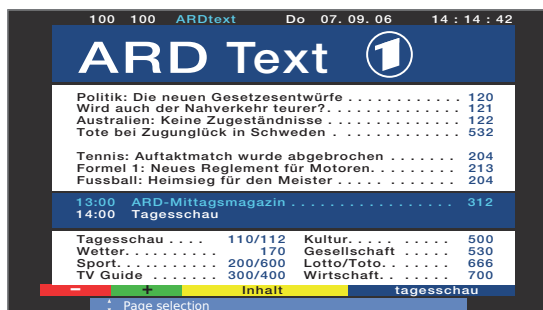 100 100 ARDtext Do 07. 09. 06 14 : 14 : 42
ARD Text 1
Politik: Die neuen Gesetzesentwürfe . . . . . . . . . . . . 120
Wird auch der Nahverkehr teurer?. . . . . . . . . . . . . . 121
Australien: Keine Zugeständnisse . . . . . . . . . . . . . . 122
Tote bei Zugunglück in Schweden . . . . . . . . . . . . . 532
Tennis: Auftaktmatch wurde abgebrochen . . . . . . . 204
Formel 1: Neues Reglement für Motoren. . . . . . . . . 213
Fussball: Heimsieg für den Meister . . . . . . . . . . . . . 204
13:00 ARD-Mittagsmagazin . . . . . . . . . . . . . . . . . 312
14:00 Tagesschau
Tagesschau . . . . 110/112 Kultur. . . . . . . . . 500
Wetter. . . . . . . . . . 170 Gesellschaft . . . . . 530
Sport. . . . . . . . . 200/600 Lotto/Toto. . . . . . . 666
TV Guide . . . . . . 300/400 Wirtschaft. . . . . . . 700
− + Inhalt tagesschau
Page selection